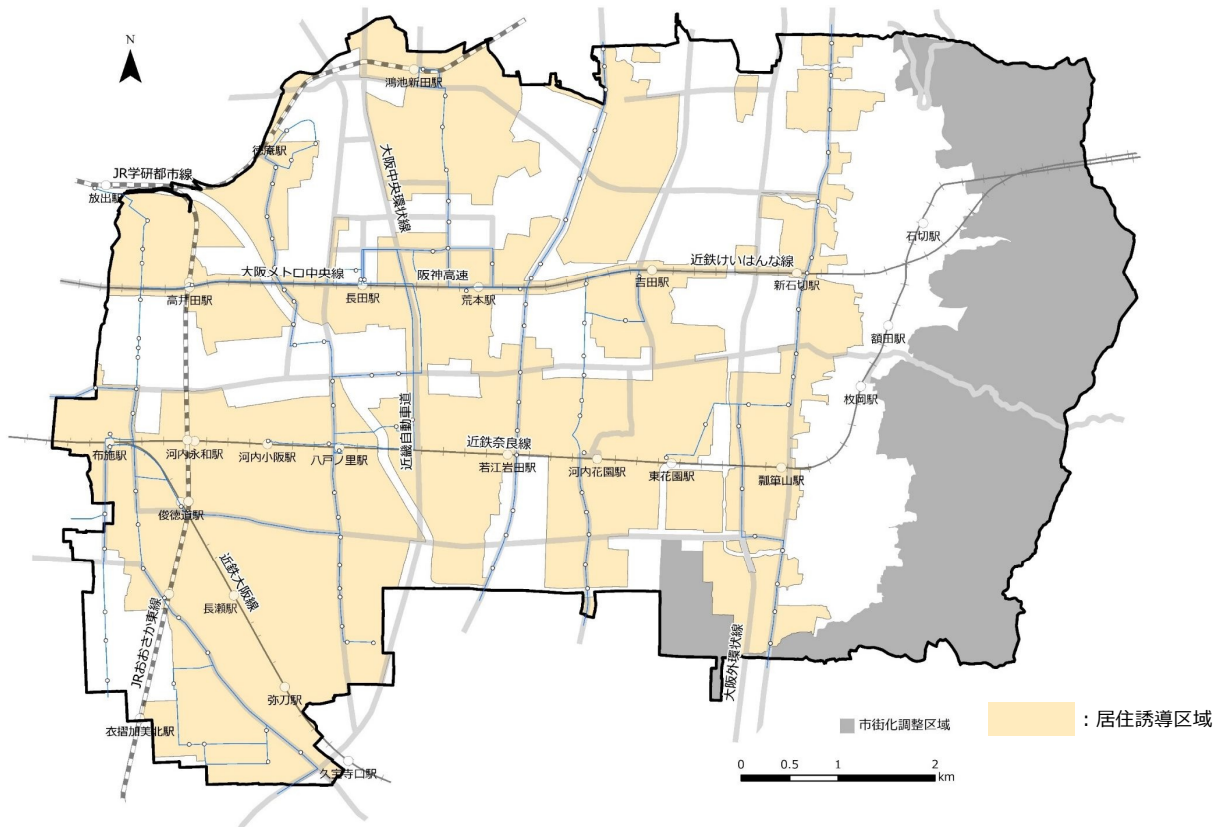 N
鴻池新田駅
徳庵駅
JR学研都市線
放出駅
大阪中央環状線
石切駅
大阪メトロ中央線
阪神高速
近鉄けいはんな線
吉田駅
新石切駅
高井田駅
長田駅
荒本駅
額田駅
枚岡駅
近畿自動車道
近鉄奈良線
布施駅
河内永和駅
河内小阪駅
八戸ノ里駅
若江岩田駅
河内花園駅
東花園駅
瓢箪山駅
俊徳道駅
近鉄大阪線
長瀬駅
JRおおさか東線
大阪外環状線
弥刀駅
衣摺加美北駅
久宝寺口駅
市街化調整区域
：居住誘導区域
0 0.5 1 2
km